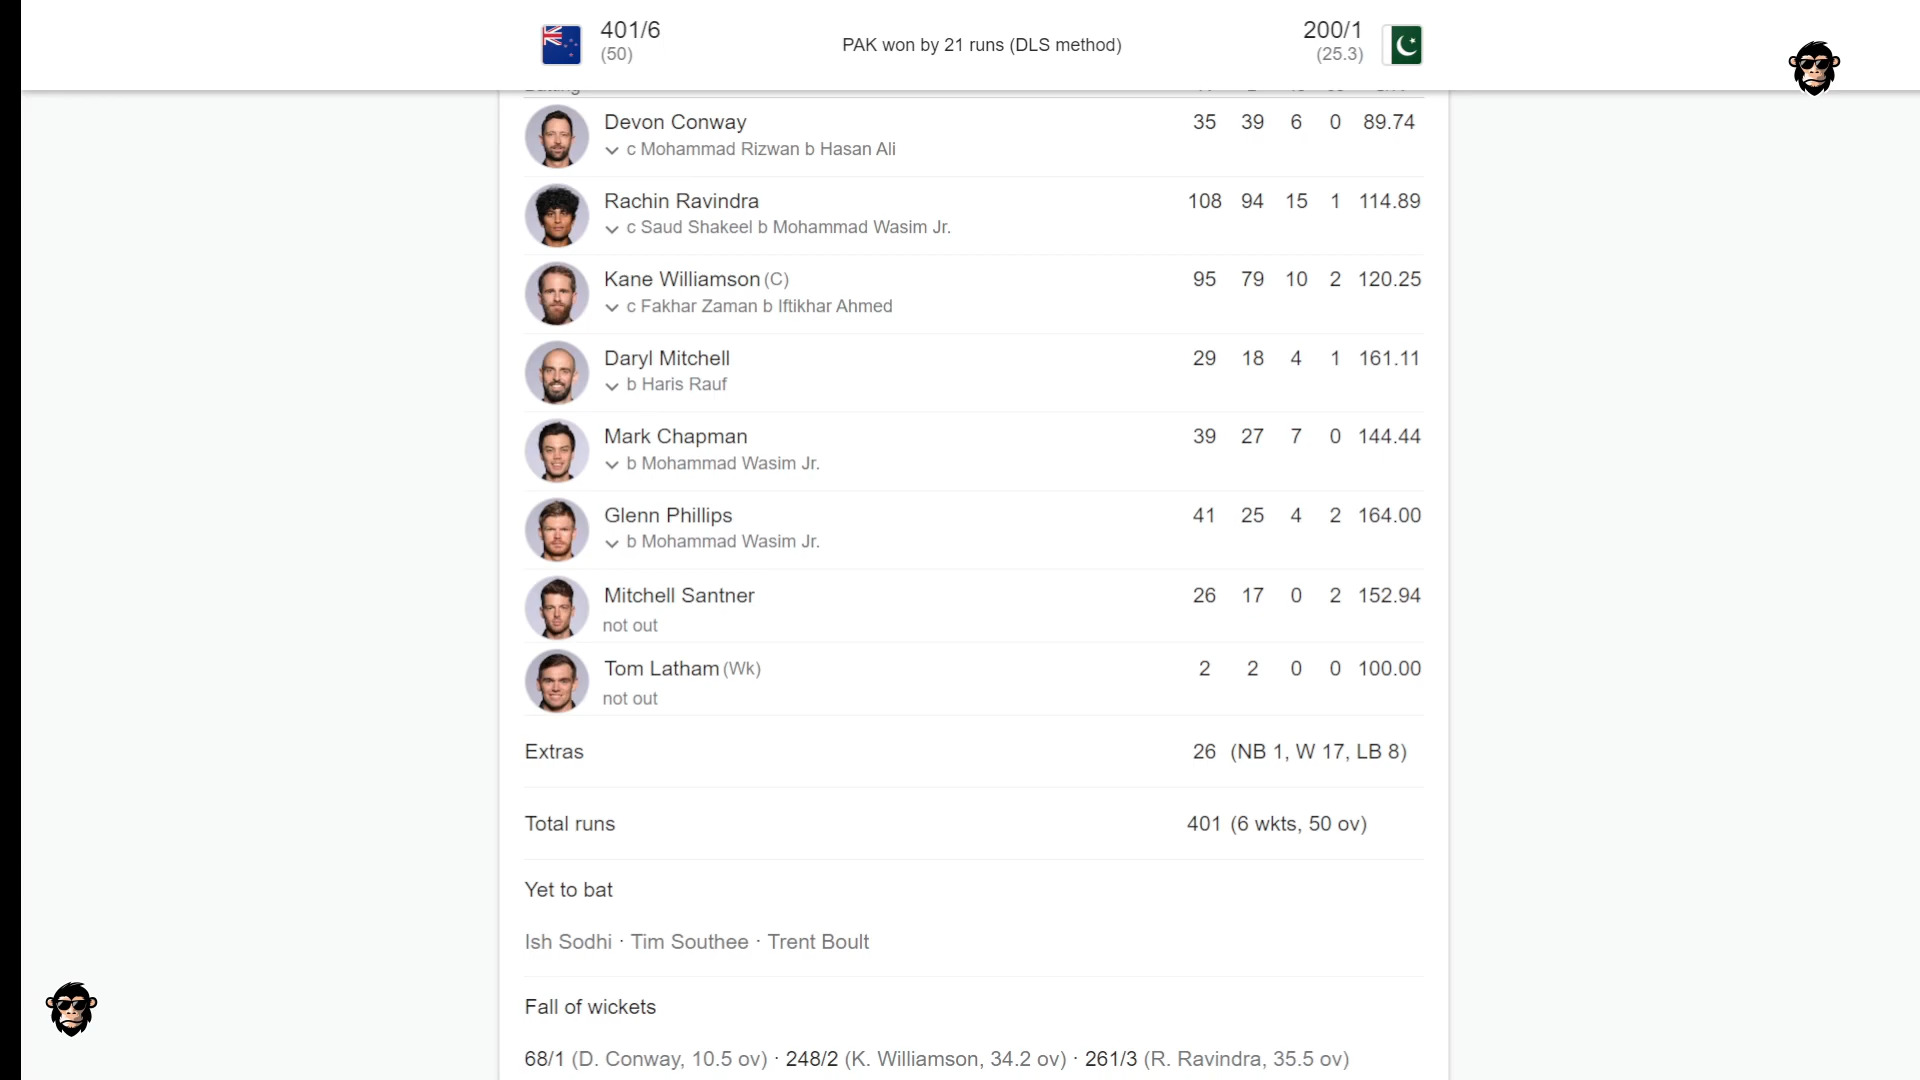 401/6
(50)
PAK won by 21 runs (DLS method)
200/1
(25.3)
Devon Conway 35 39 6 0 89.74
c Mohammad Rizwan b Hasan Ali
Rachin Ravindra 108 94 15 1 114.89
c Saud Shakeel b Mohammad Wasim Jr.
Kane Williamson (C) 95 79 10 2 120.25
c Fakhar Zaman b Iftikhar Ahmed
Daryl Mitchell 29 18 4 1 161.11
b Haris Rauf
Mark Chapman 39 27 7 0 144.44
b Mohammad Wasim Jr.
Glenn Phillips 41 25 4 2 164.00
b Mohammad Wasim Jr.
Mitchell Santner 26 17 0 2 152.94
not out
Tom Latham (Wk) 2 2 0 0 100.00
not out
Extras 26 (NB 1, W 17, LB 8)
Total runs 401 (6 wkts, 50 ov)
Yet to bat
Ish Sodhi · Tim Southee · Trent Boult
Fall of wickets
68/1 (D. Conway, 10.5 ov) · 248/2 (K. Williamson, 34.2 ov) · 261/3 (R. Ravindra, 35.5 ov)